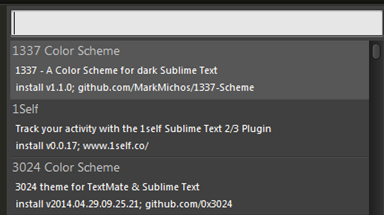 1337 Color Scheme
1337 - A Color Scheme for dark Sublime Text
install v1.1.0; github.com/MarkMichos/1337-Scheme
1Self
Track your activity with the 1self Sublime Text 2/3 Plugin
install v0.0.17; www.1self.co/
3024 Color Scheme
3024 theme for TextMate & Sublime Text
install v2014.04.29.09.25.21; github.com/0x3024